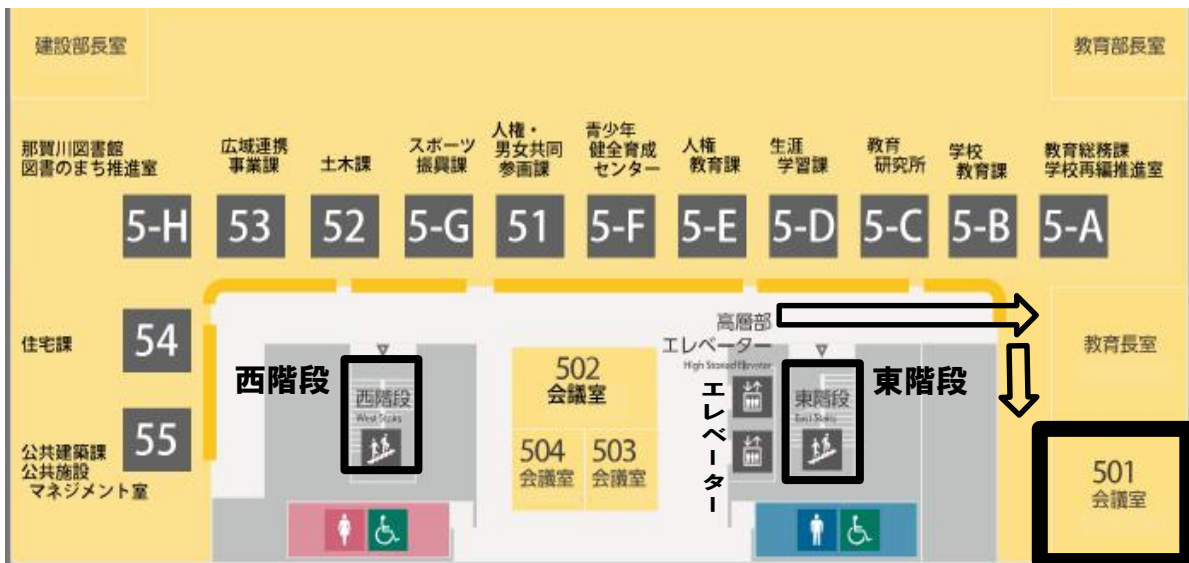 建設部長室
教育部長室
那賀川図書館
図書のまち推進室
広域連携
事業課
土木課
スポーツ
振興課
人権・
男女共同
参画課
青少年
健全育成
センター
人権
教育課
生涯
学習課
教育
研究所
学校
教育課
教育総務課
学校再編推進室
5-H
53
52
5-G
51
5-F
5-E
5-D
5-C
5-B
5-A
住宅課
54
高層部
エレベーター
High Storied Elevator
教育長室
西階段
西階段
West Stairs
502
会議室
エレベーター
東階段
East Stairs
東階段
公共建築課
公共施設
マネジメント室
55
504
会議室
503
会議室
501
会議室